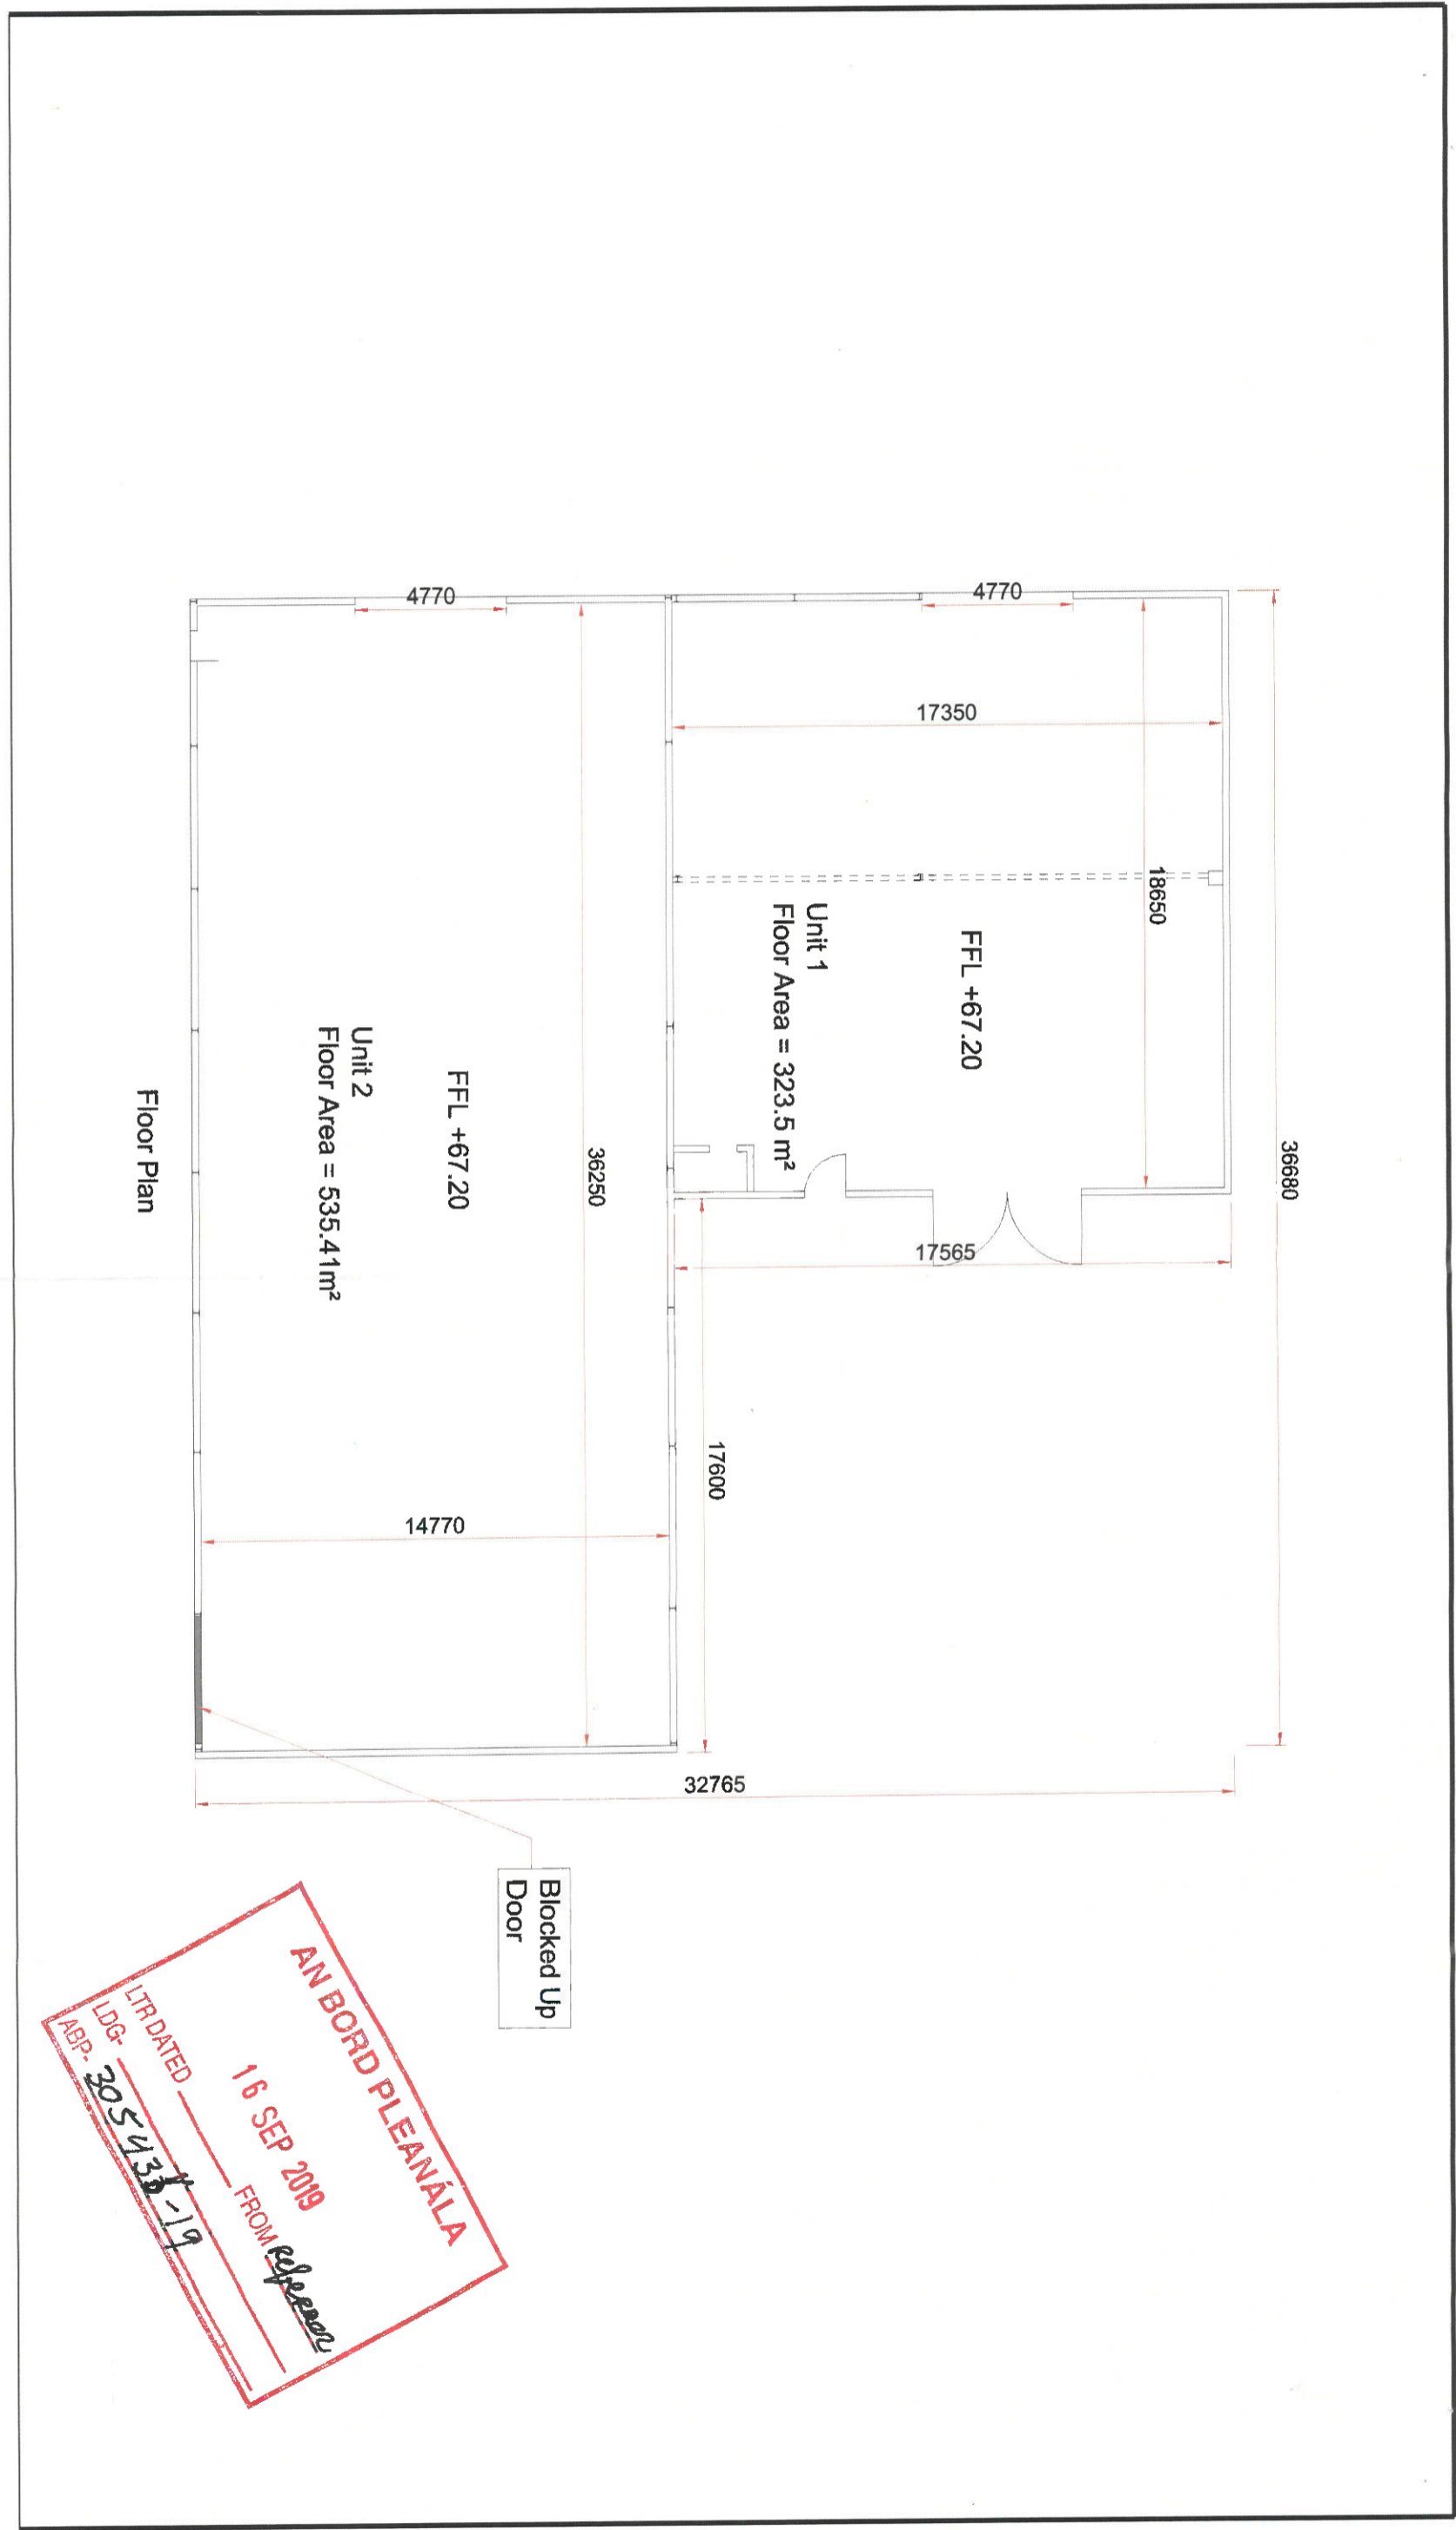 36680
4770
18650
17350
FFL +67.20
Unit 1
Floor Area = 323.5 m²
17565
4770
36250
17600
FFL +67.20
Unit 2
Floor Area = 535.41m²
14770
32765
Blocked Up
Door
Floor Plan
AN BORD PLEANÁLA
16 SEP 2019
LTR DATED FROM
LDG-
ABP-